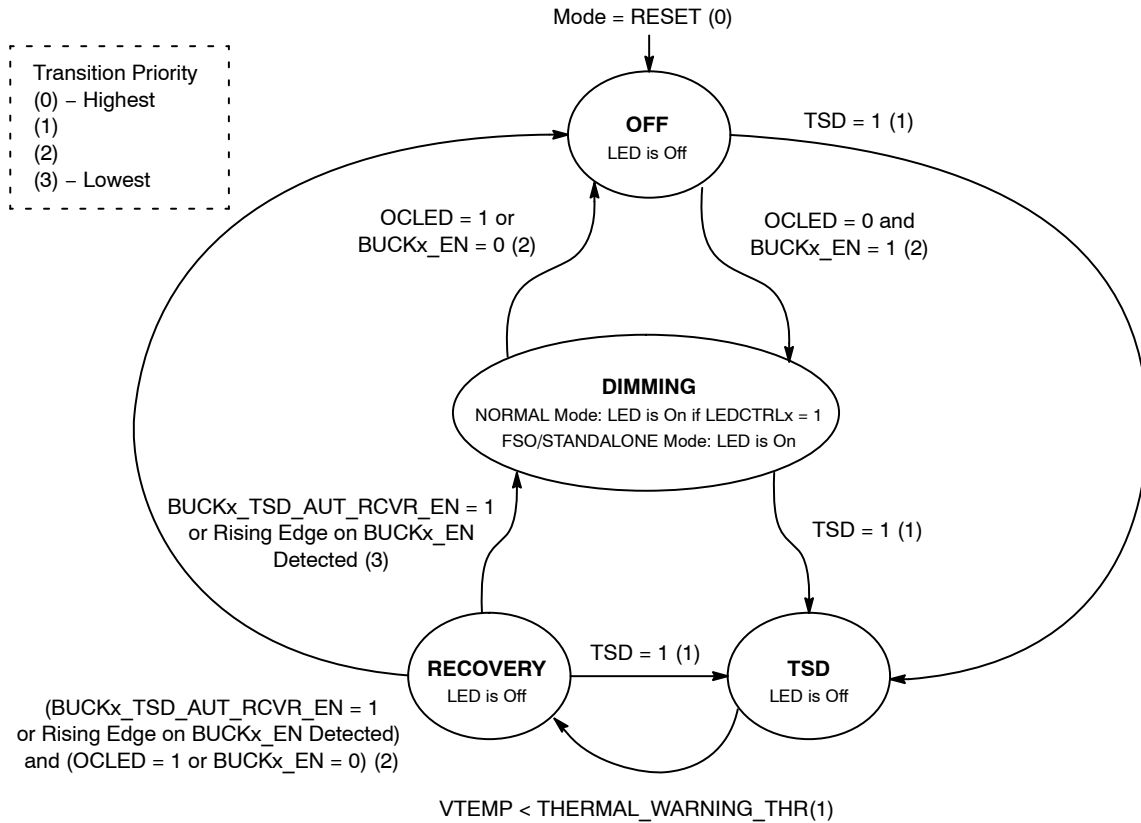 Mode = RESET (0)
Transition Priority
(0) – Highest
(1)
(2)
(3) – Lowest
OFF
LED is Off
TSD = 1 (1)
OCLED = 1 or
BUCKx_EN = 0 (2)
OCLED = 0 and
BUCKx_EN = 1 (2)
DIMMING
NORMAL Mode: LED is On if LEDCTRLx = 1
FSO/STANDALONE Mode: LED is On
BUCKx_TSD_AUT_RCVR_EN = 1
or Rising Edge on BUCKx_EN
Detected (3)
TSD = 1 (1)
RECOVERY
LED is Off
TSD = 1 (1)
TSD
LED is Off
(BUCKx_TSD_AUT_RCVR_EN = 1
or Rising Edge on BUCKx_EN Detected)
and (OCLED = 1 or BUCKx_EN = 0) (2)
VTEMP < THERMAL_WARNING_THR(1)